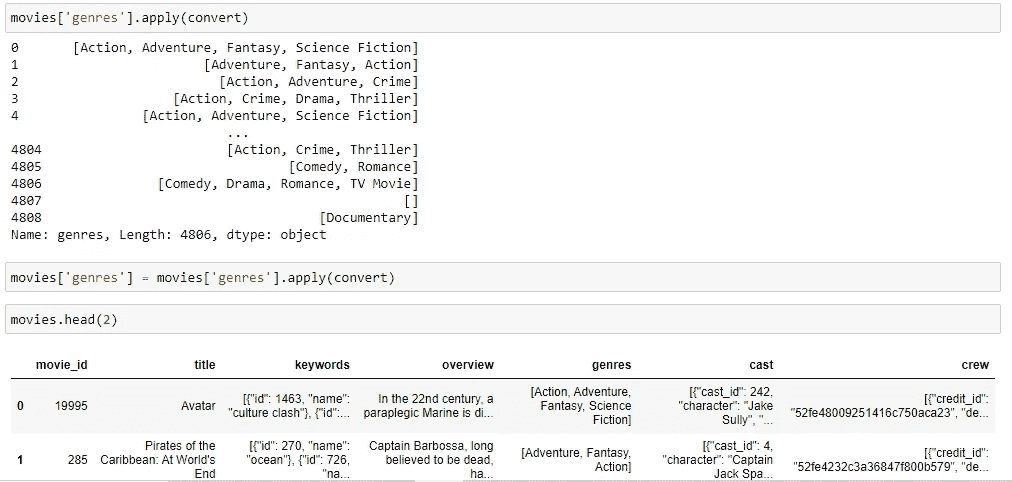 movies['genres'].apply(convert)
0 [Action, Adventure, Fantasy, Science Fiction]
1 [Adventure, Fantasy, Action]
2 [Action, Adventure, Crime]
3 [Action, Crime, Drama, Thriller]
4 [Action, Adventure, Science Fiction]
...
4804 [Action, Crime, Thriller]
4805 [Comedy, Romance]
4806 [Comedy, Drama, Romance, TV Movie]
4807 []
4808 [Documentary]
Name: genres, Length: 4806, dtype: object
movies['genres'] = movies['genres'].apply(convert)
movies.head(2)
movie_id title keywords overview genres cast crew
0 19995 Avatar [{"id": 1463, "name": "culture clash"}, {"id":... In the 22nd century, a paraplegic Marine is di... [Action, Adventure, Fantasy, Science Fiction] [{"cast_id": 242, "character": "Jake Sully", "... [{"credit_id": "52fe48009251416c750aca23", "de...
1 285 Pirates of the Caribbean: At World's End [{"id": 270, "name": "ocean"}, {"id": 726, "na... Captain Barbossa, long believed to be dead, ha... [Adventure, Fantasy, Action] [{"cast_id": 4, "character": "Captain Jack Spa... [{"credit_id": "52fe4232c3a36847f800b579", "de...